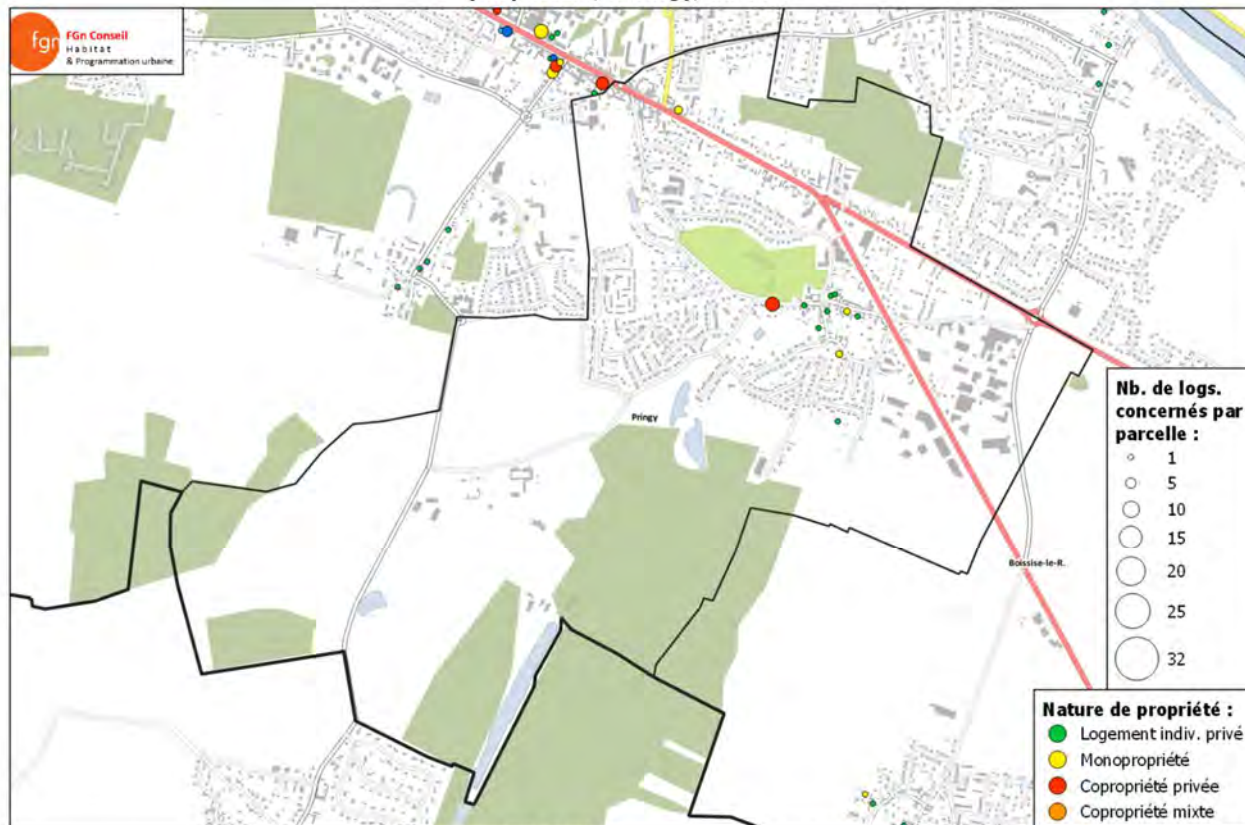 fgn
FGn Conseil
Habitat
& Programmation urbaine
Pringy
Boissise-le-R.
Nb. de logs.
concernés par
parcelle :
1
5
10
15
20
25
32
Nature de propriété :
Logement indiv. privé
Monopropriété
Copropriété privée
Copropriété mixte